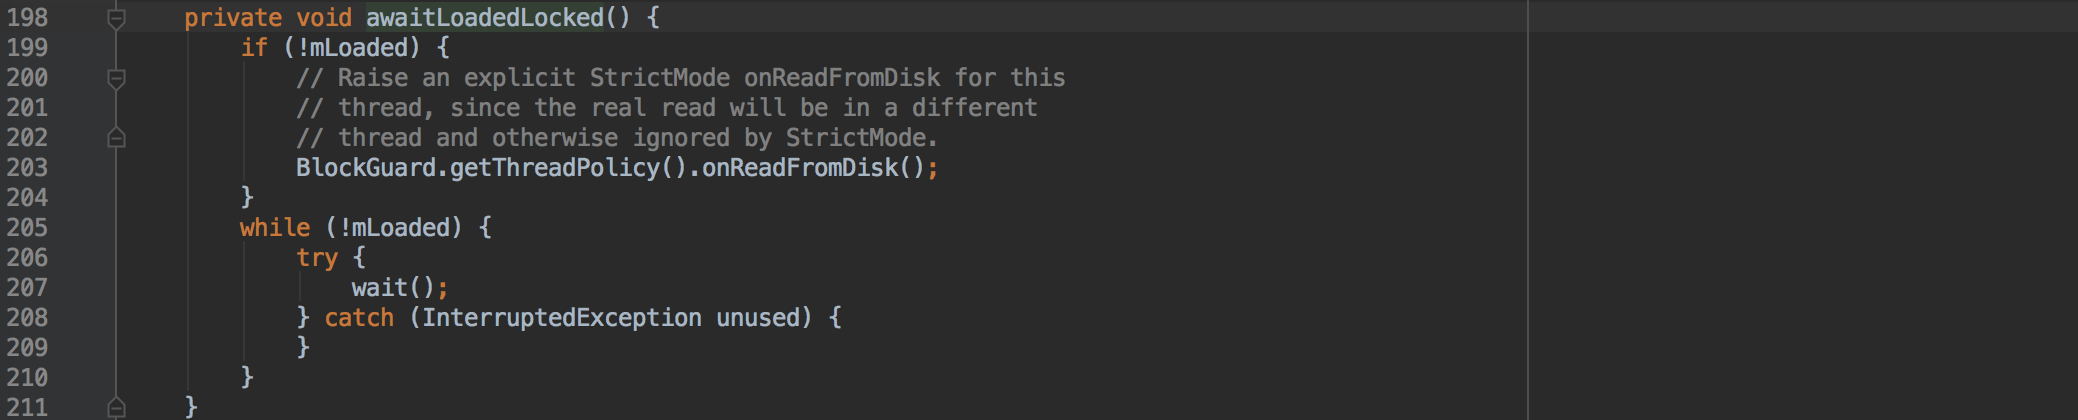 198 private void awaitLoadedLocked() {
199 if (!mLoaded) {
200 // Raise an explicit StrictMode onReadFromDisk for this
201 // thread, since the real read will be in a different
202 // thread and otherwise ignored by StrictMode.
203 BlockGuard.getThreadPolicy().onReadFromDisk();
204 }
205 while (!mLoaded) {
206 try {
207 wait();
208 } catch (InterruptedException unused) {
209 }
210 }
211 }